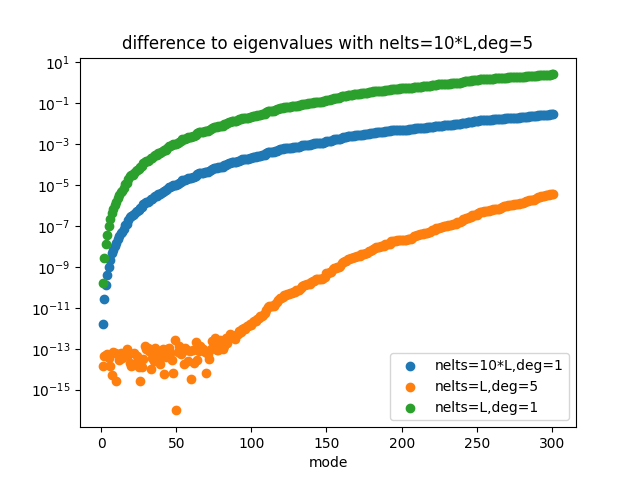 difference to eigenvalues with nelts=10*L,deg=5
10¹
10⁻¹
10⁻³
10⁻⁵
10⁻⁷
10⁻⁹
10⁻¹¹
10⁻¹³
10⁻¹⁵
nelts=10*L,deg=1
nelts=L,deg=5
nelts=L,deg=1
0 50 100 150 200 250 300
mode